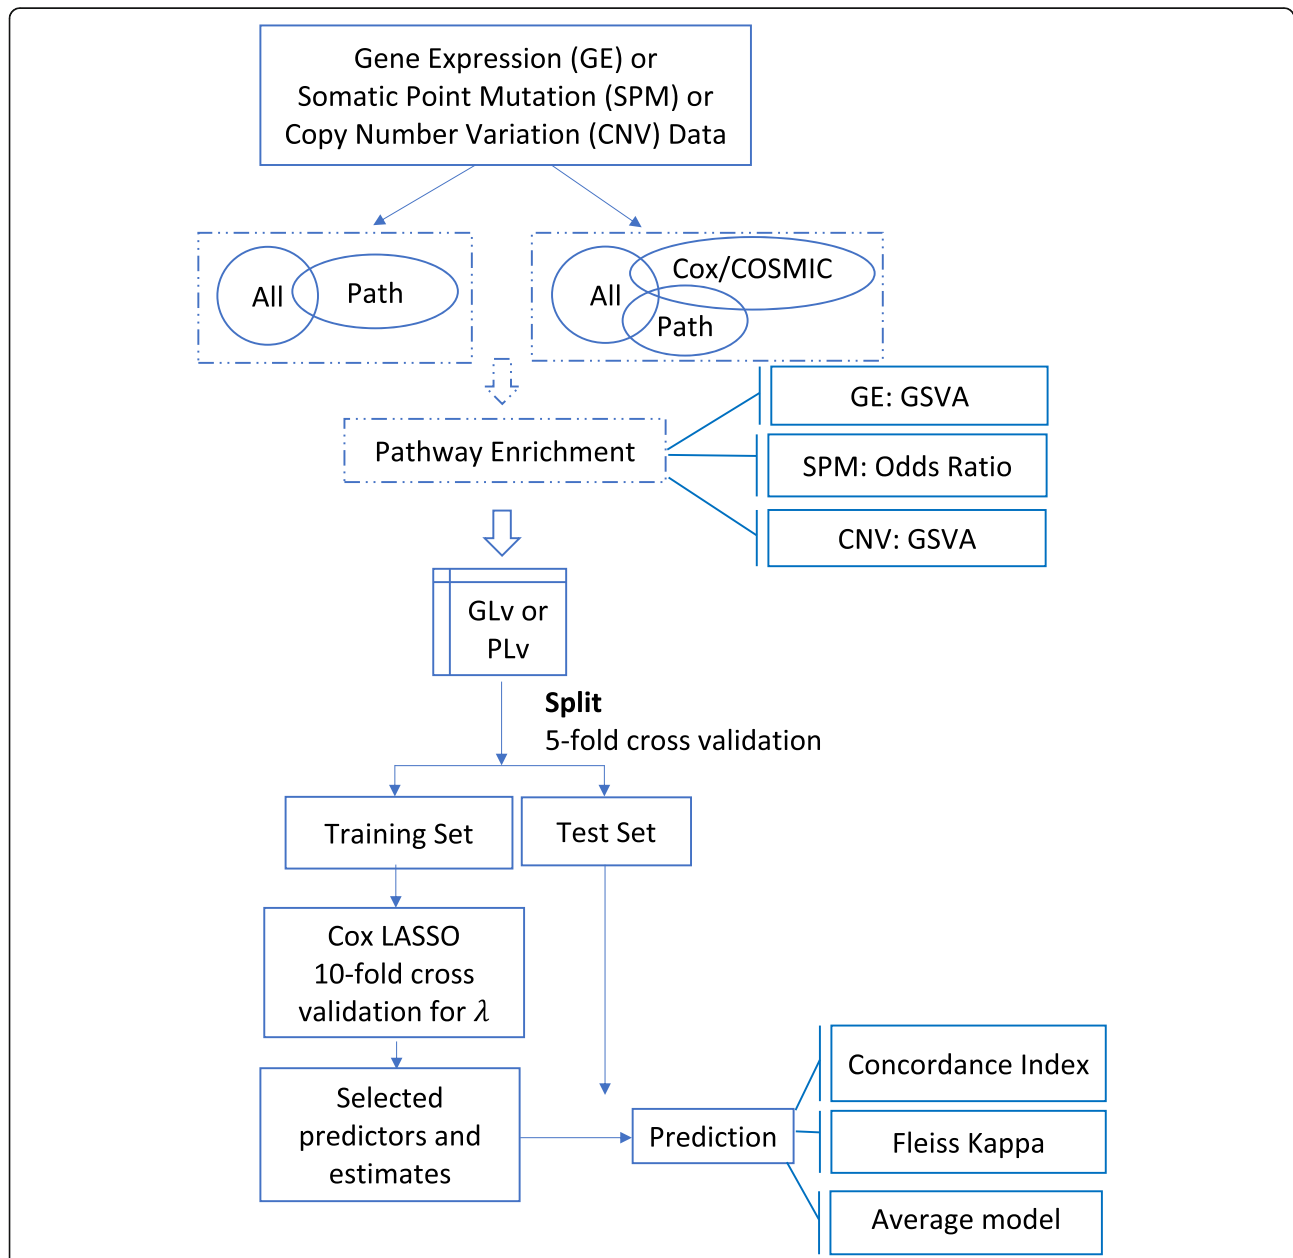 Gene Expression (GE) or
Somatic Point Mutation (SPM) or
Copy Number Variation (CNV) Data
All
Path
All
Cox/COSMIC
Path
Pathway Enrichment
GE: GSVA
SPM: Odds Ratio
CNV: GSVA
GLv or
PLv
Split
5-fold cross validation
Training Set
Test Set
Cox LASSO
10-fold cross
validation for λ
Selected
predictors and
estimates
Prediction
Concordance Index
Fleiss Kappa
Average model